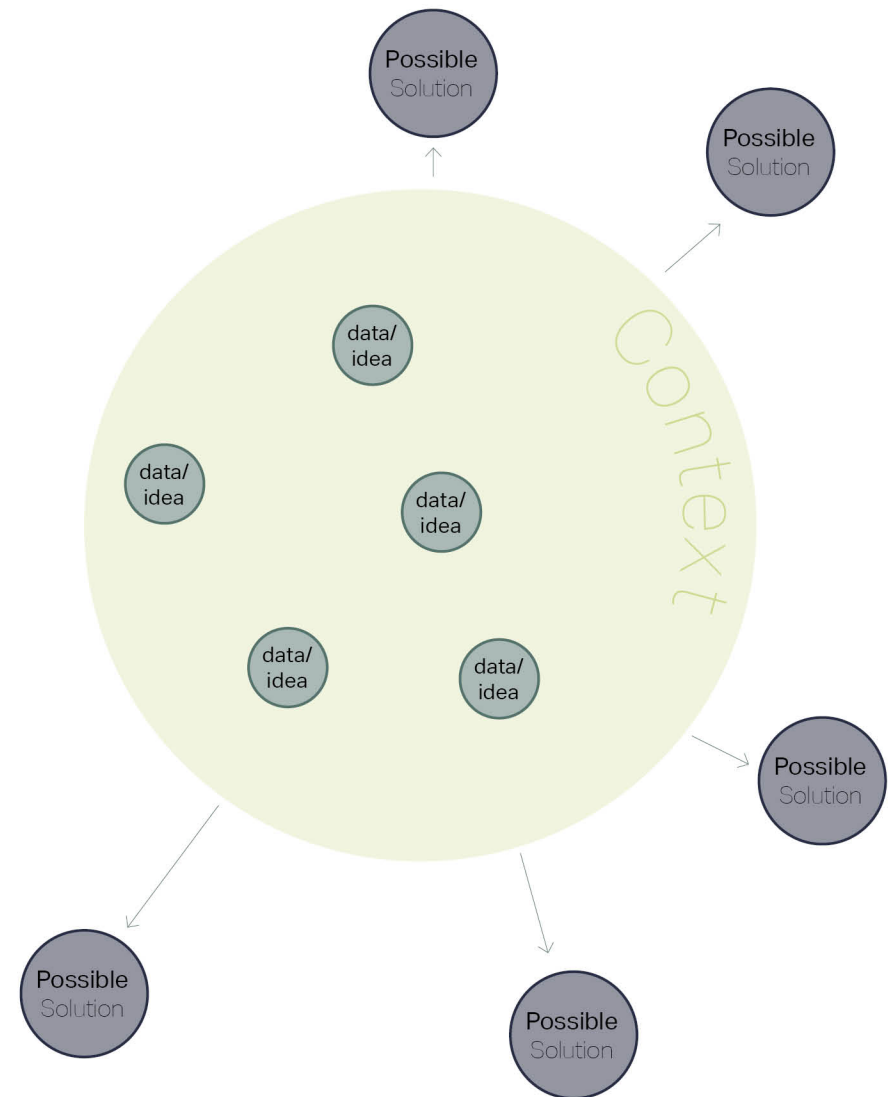 Possible
Solution
Possible
Solution
Context
data/
idea
data/
idea
data/
idea
data/
idea
data/
idea
Possible
Solution
Possible
Solution
Possible
Solution